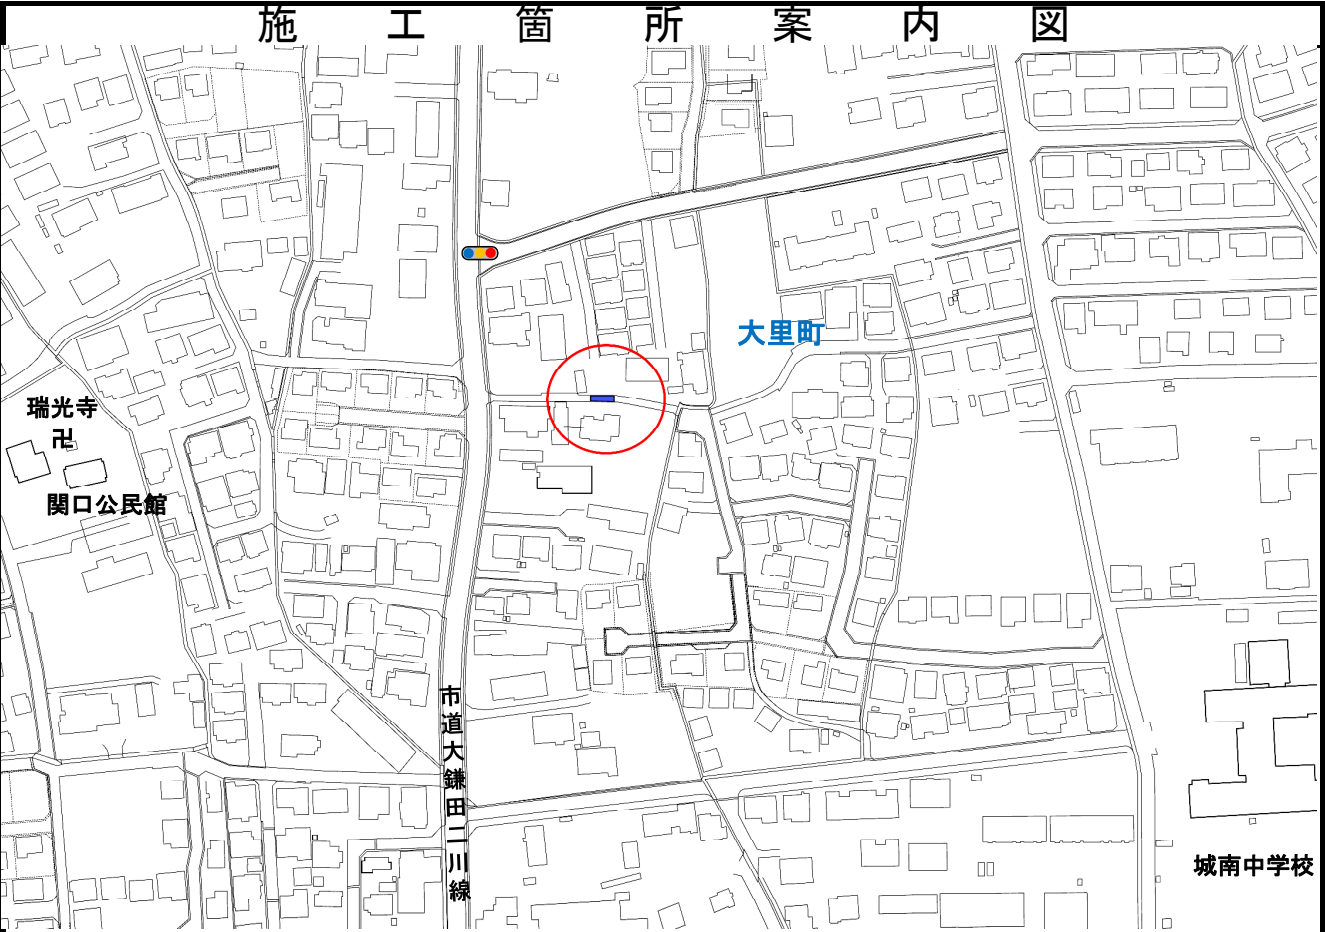 施工箇所案内図
大里町
瑞光寺
卍
関口公民館
市道大鎌田二川線
城南中学校